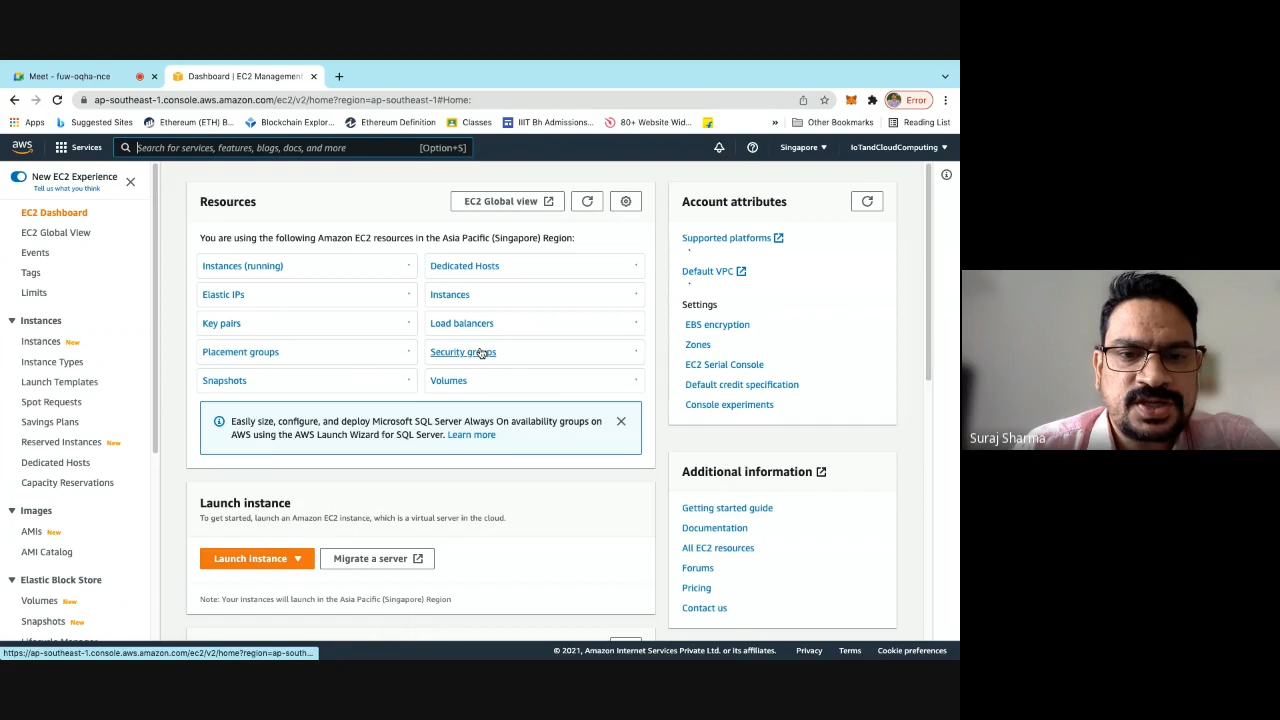 Meet - fuw-oqha-nce
Dashboard | EC2 Management
ap-southeast-1.console.aws.amazon.com/ec2/v2/home?region=ap-southeast-1#Home:
Error
Apps
Suggested Sites
Ethereum (ETH) B...
Blockchain Explor...
Ethereum Definition
Classes
IIIT Bh Admissions...
80+ Website Wid...
»
Other Bookmarks
Reading List
aws
Services
Search for services, features, blogs, docs, and more
[Option+S]
Singapore
IoTandCloudComputing
New EC2 Experience
Tell us what you think
EC2 Dashboard
EC2 Global View
Events
Tags
Limits
Instances
Instances New
Instance Types
Launch Templates
Spot Requests
Savings Plans
Reserved Instances New
Dedicated Hosts
Capacity Reservations
Images
AMIs New
AMI Catalog
Elastic Block Store
Volumes New
Snapshots New
Lifecycle Manager
Resources
EC2 Global view
You are using the following Amazon EC2 resources in the Asia Pacific (Singapore) Region:
Instances (running)
Dedicated Hosts
Elastic IPs
Instances
Key pairs
Load balancers
Placement groups
Security groups
Snapshots
Volumes
Easily size, configure, and deploy Microsoft SQL Server Always On availability groups on
AWS using the AWS Launch Wizard for SQL Server. Learn more
Launch instance
To get started, launch an Amazon EC2 instance, which is a virtual server in the cloud.
Launch instance
Migrate a server
Note: Your instances will launch in the Asia Pacific (Singapore) Region
Account attributes
Supported platforms
Default VPC
Settings
EBS encryption
Zones
EC2 Serial Console
Default credit specification
Console experiments
Additional information
Getting started guide
Documentation
All EC2 resources
Forums
Pricing
Contact us
https://ap-southeast-1.console.aws.amazon.com/ec2/v2/home?region=ap-south...
© 2021, Amazon Internet Services Private Ltd. or its affiliates.
Privacy
Terms
Cookie preferences
Suraj Sharma